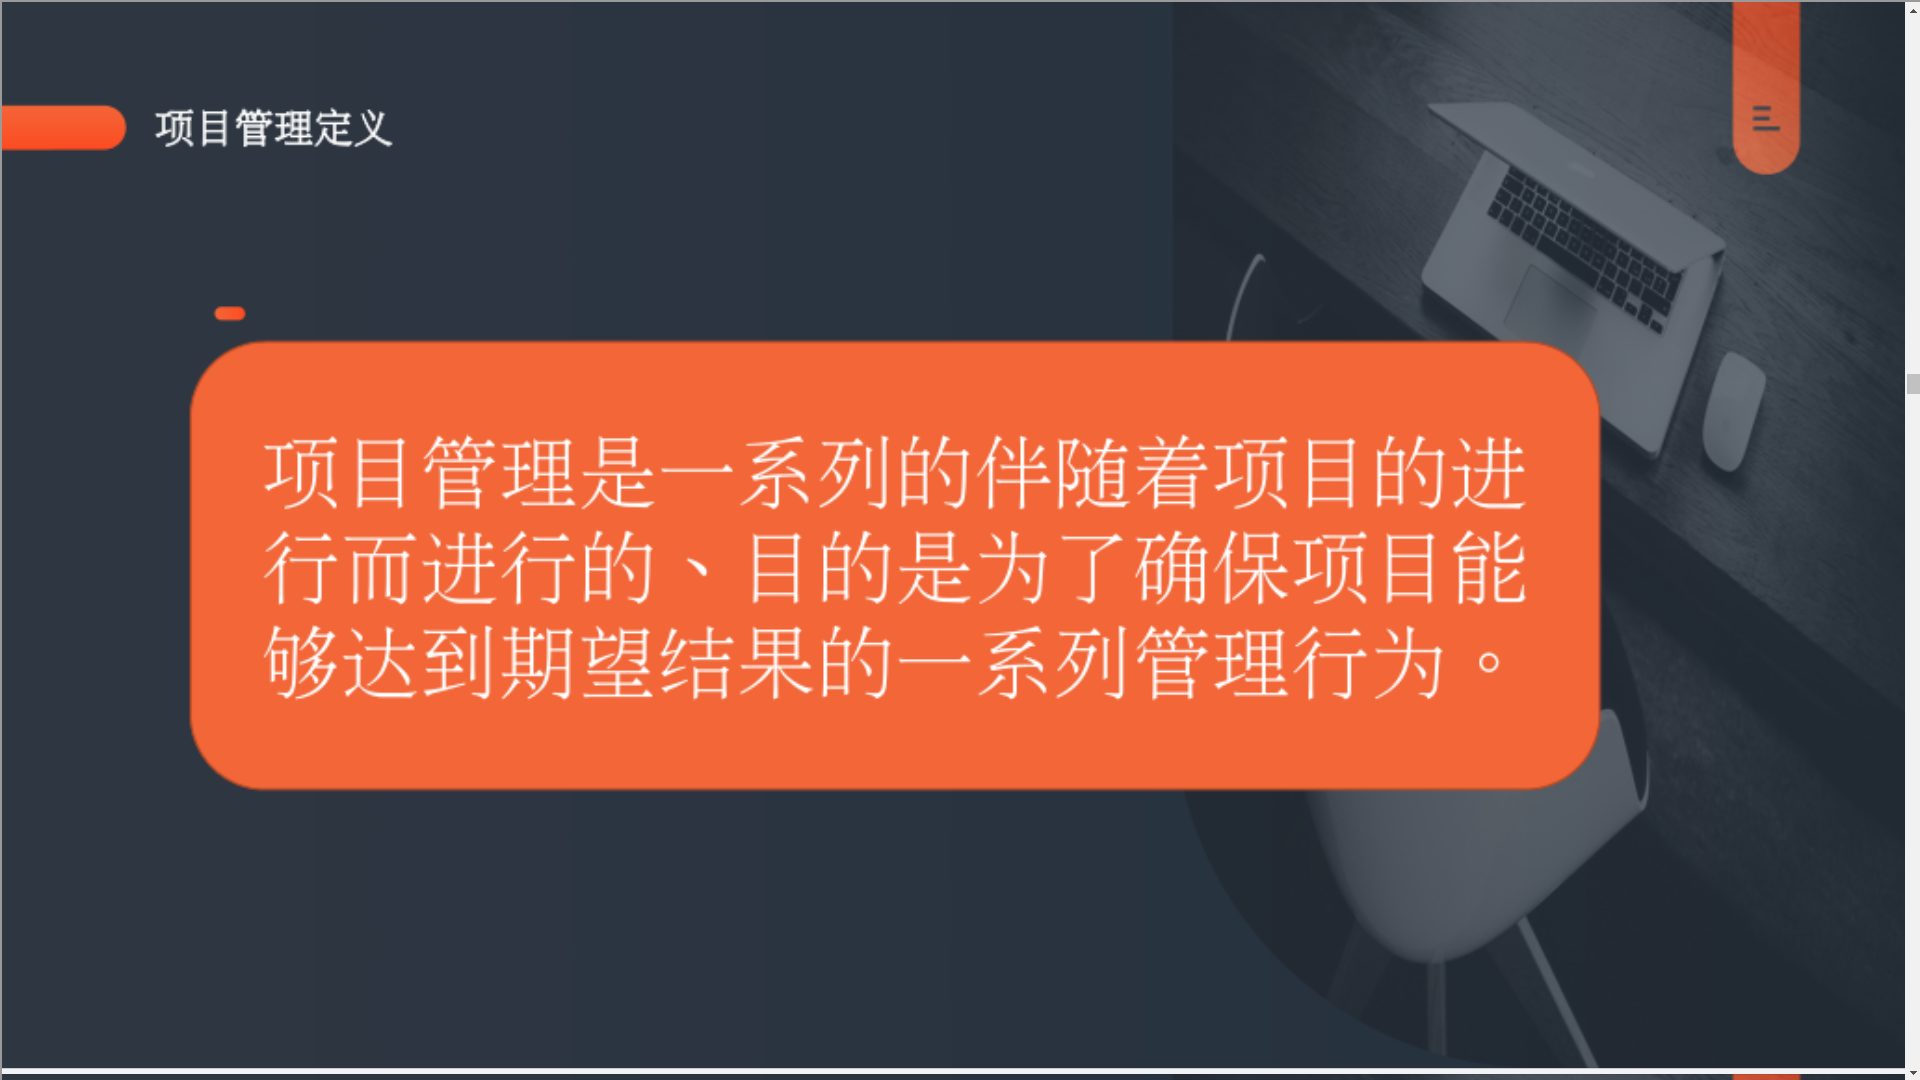 项目管理定义
项目管理是一系列的伴随着项目的进
行而进行的、目的是为了确保项目能
够达到期望结果的一系列管理行为。